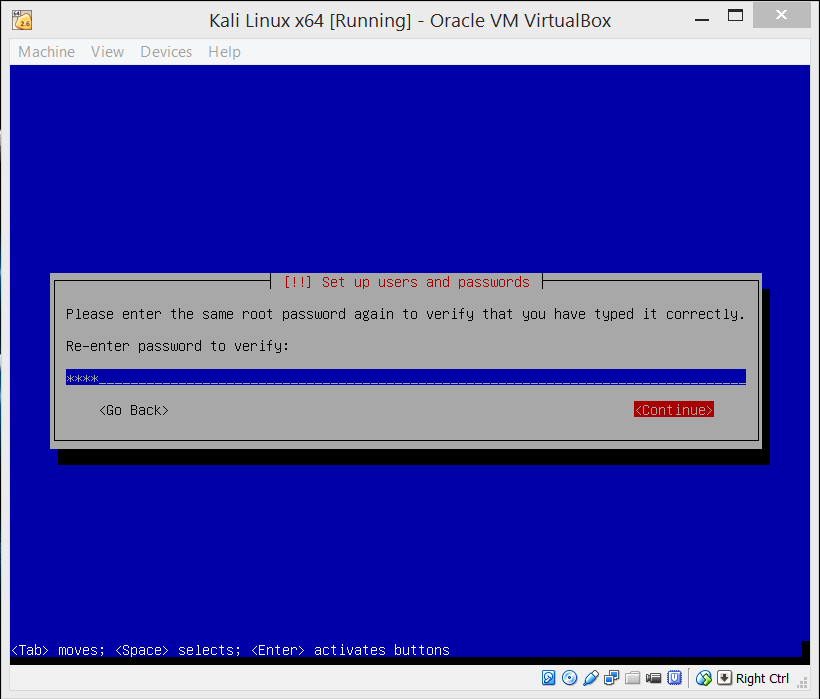 Kali Linux x64 [Running] - Oracle VM VirtualBox
Machine View Devices Help
[!!] Set up users and passwords
Please enter the same root password again to verify that you have typed it correctly.
Re-enter password to verify:
****
<Go Back> <Continue>
<Tab> moves; <Space> selects; <Enter> activates buttons
Right Ctrl